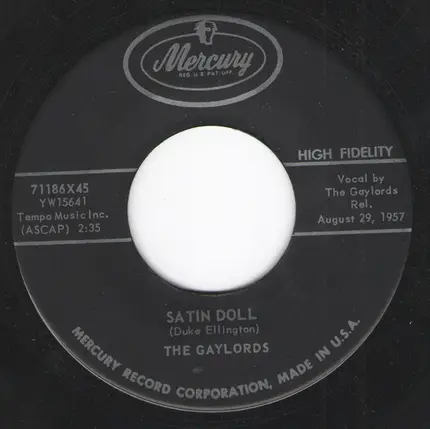 Mercury
REG. U.S. PAT. OFF.
HIGH FIDELITY
71186X45
YW15641
Tempo Music Inc.
(ASCAP) 2:35
Vocal by
The Gaylords
Rel.
August 29, 1957
SATIN DOLL
(Duke Ellington)
THE GAYLORDS
MERCURY RECORD CORPORATION, MADE IN U.S.A.